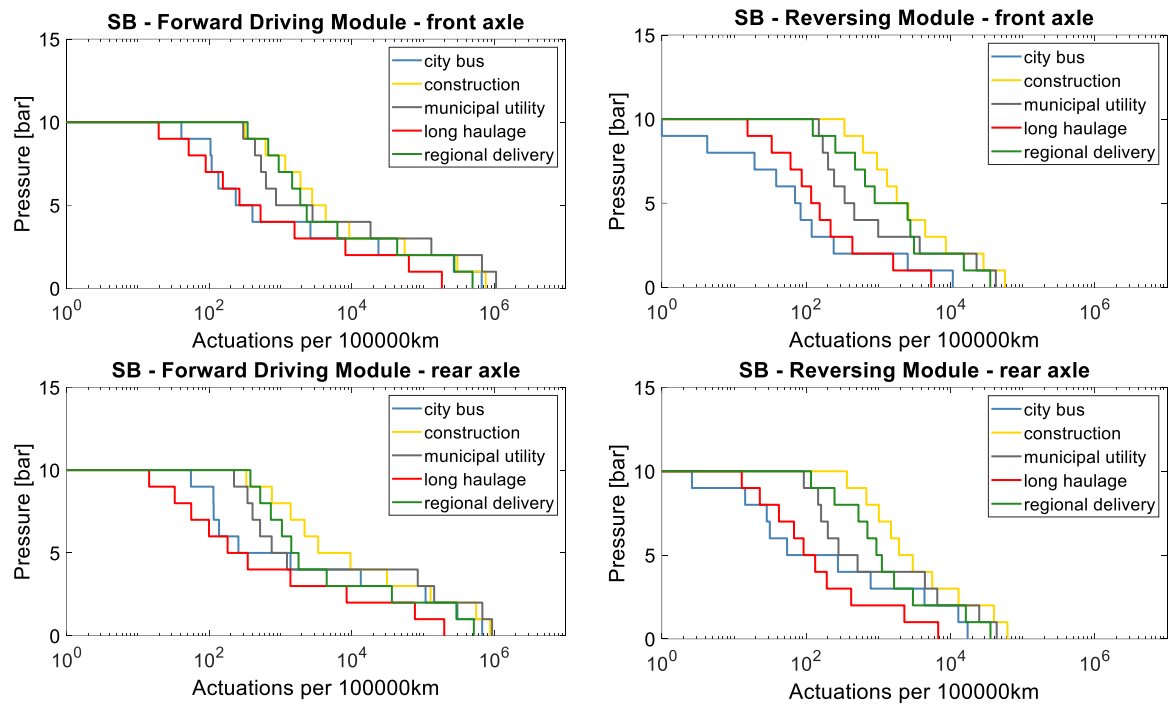 SB - Forward Driving Module - front axle
15
10
5
0
Pressure [bar]
city bus
construction
municipal utility
long haulage
regional delivery
10^0
10^2
10^4
10^6
Actuations per 100000km
SB - Reversing Module - front axle
15
10
5
0
Pressure [bar]
city bus
construction
municipal utility
long haulage
regional delivery
10^0
10^2
10^4
10^6
Actuations per 100000km
SB - Forward Driving Module - rear axle
15
10
5
0
Pressure [bar]
city bus
construction
municipal utility
long haulage
regional delivery
10^0
10^2
10^4
10^6
Actuations per 100000km
SB - Reversing Module - rear axle
15
10
5
0
Pressure [bar]
city bus
construction
municipal utility
long haulage
regional delivery
10^0
10^2
10^4
10^6
Actuations per 100000km